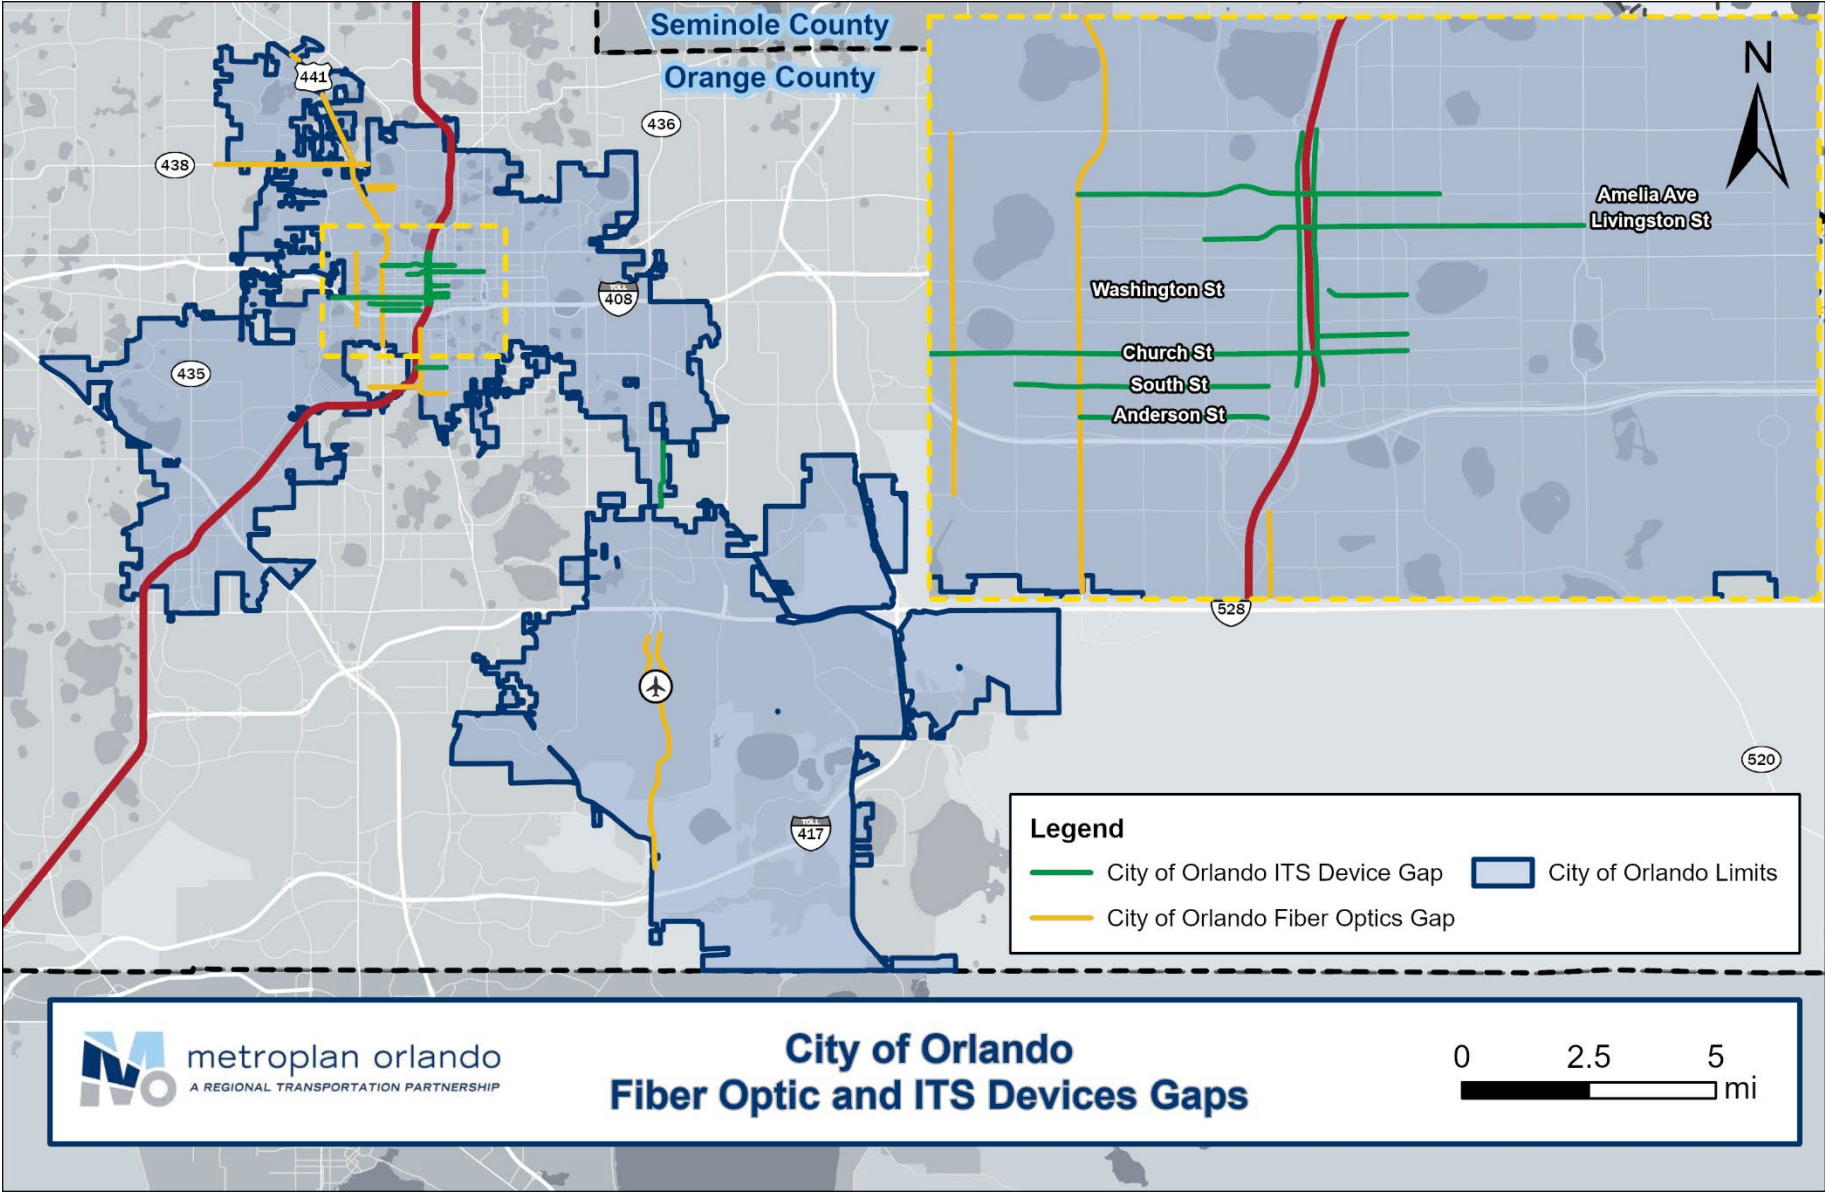 Seminole County
Orange County
N
441
436
438
Amelia Ave
Livingston St
Washington St
TOLL
408
Church St
435
South St
Anderson St
528
520
TOLL
417
Legend
City of Orlando ITS Device Gap
City of Orlando Limits
City of Orlando Fiber Optics Gap
metroplan orlando
A REGIONAL TRANSPORTATION PARTNERSHIP
City of Orlando
Fiber Optic and ITS Devices Gaps
0 2.5 5
mi